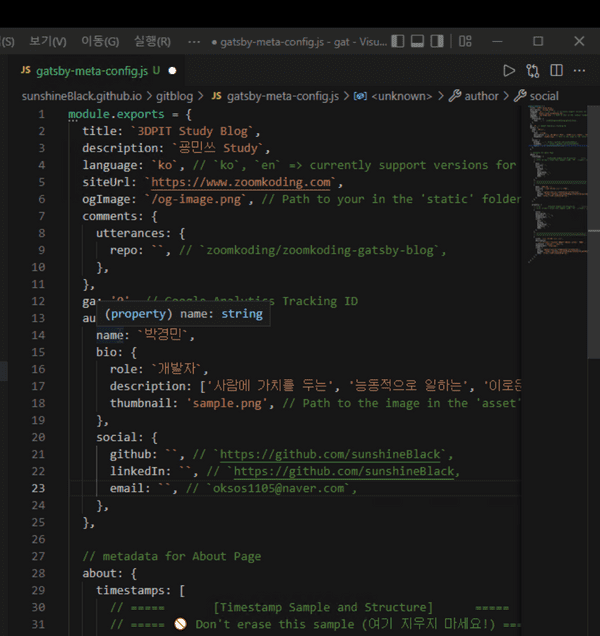 (S) 보기(V) 이동(G) 실행(R) ··· ● gatsby-meta-config.js - gat - Visu...
JS gatsby-meta-config.js U ●
sunshineBlack.github.io > gitblog > JS gatsby-meta-config.js > <unknown> > author > social
1 module.exports = {
2 title: `3DPIT Study Blog`,
3 description: `용민쓰 Study`,
4 language: `ko`, // `ko`, `en` => currently support versions for
5 siteUrl: `https://www.zoomkoding.com`,
6 ogImage: `/og-image.png`, // Path to your in the 'static' folder
7 comments: {
8 utterances: {
9 repo: ``, // `zoomkoding/zoomkoding-gatsby-blog`,
10 },
11 },
12 ga: '0', // Google Analytics Tracking ID
13 au
(property) name: string
14 name: `박경민`,
15 bio: {
16 role: `개발자`,
17 description: ['사람에 가치를 두는', '능동적으로 일하는', '이로운
18 thumbnail: 'sample.png', // Path to the image in the 'asset'
19 },
20 social: {
21 github: ``, // `https://github.com/sunshineBlack`,
22 linkedIn: ``, // `https://github.com/sunshineBlack,
23 email: ``, // `oksos1105@naver.com`,
24 },
25 },
26
27 // metadata for About Page
28 about: {
29 timestamps: [
30 // ===== [Timestamp Sample and Structure] =====
31 // ===== 🚫 Don't erase this sample (여기 지우지 마세요!) ===